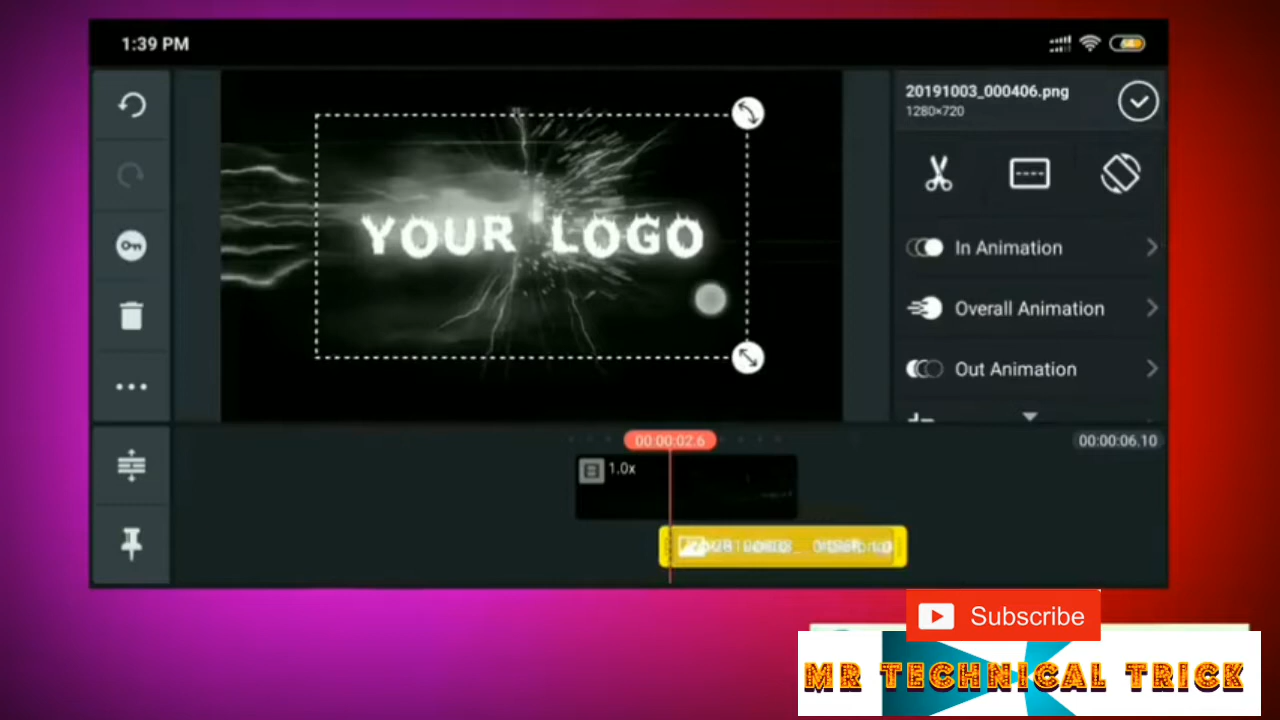 1:39 PM
20191003_000406.png
1280×720
YOUR LOGO
In Animation
Overall Animation
Out Animation
00:00:02.6
00:00:06.10
1.0x
Subscribe
MR TECHNICAL TRICK